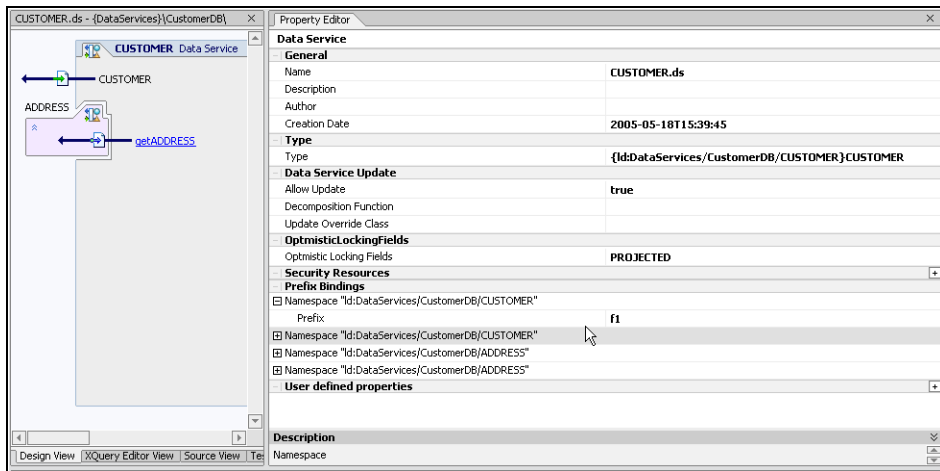 CUSTOMER.ds - {DataServices}\CustomerDB\
CUSTOMER Data Service
CUSTOMER
ADDRESS
getADDRESS
Design View XQuery Editor View Source View Te
Property Editor
Data Service
General
Name CUSTOMER.ds
Description
Author
Creation Date 2005-05-18T15:39:45
Type
Type {ld:DataServices/CustomerDB/CUSTOMER}CUSTOMER
Data Service Update
Allow Update true
Decomposition Function
Update Override Class
OptmisticLockingFields
Optmistic Locking Fields PROJECTED
Security Resources
Prefix Bindings
Namespace "ld:DataServices/CustomerDB/CUSTOMER"
Prefix f1
Namespace "ld:DataServices/CustomerDB/CUSTOMER"
Namespace "ld:DataServices/CustomerDB/ADDRESS"
Namespace "ld:DataServices/CustomerDB/ADDRESS"
User defined properties
Description
Namespace